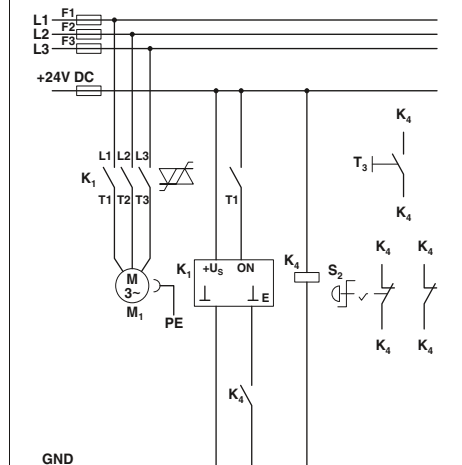 L1 F1
L2 F2
L3 F3
+24V DC
K4
L1 L2 L3
K1
T3
T1 T2 T3
T1
K4
K1 +US ON
K4
S2
K4 K4
M
3~
E
M1
PE
K4 K4
K4
GND